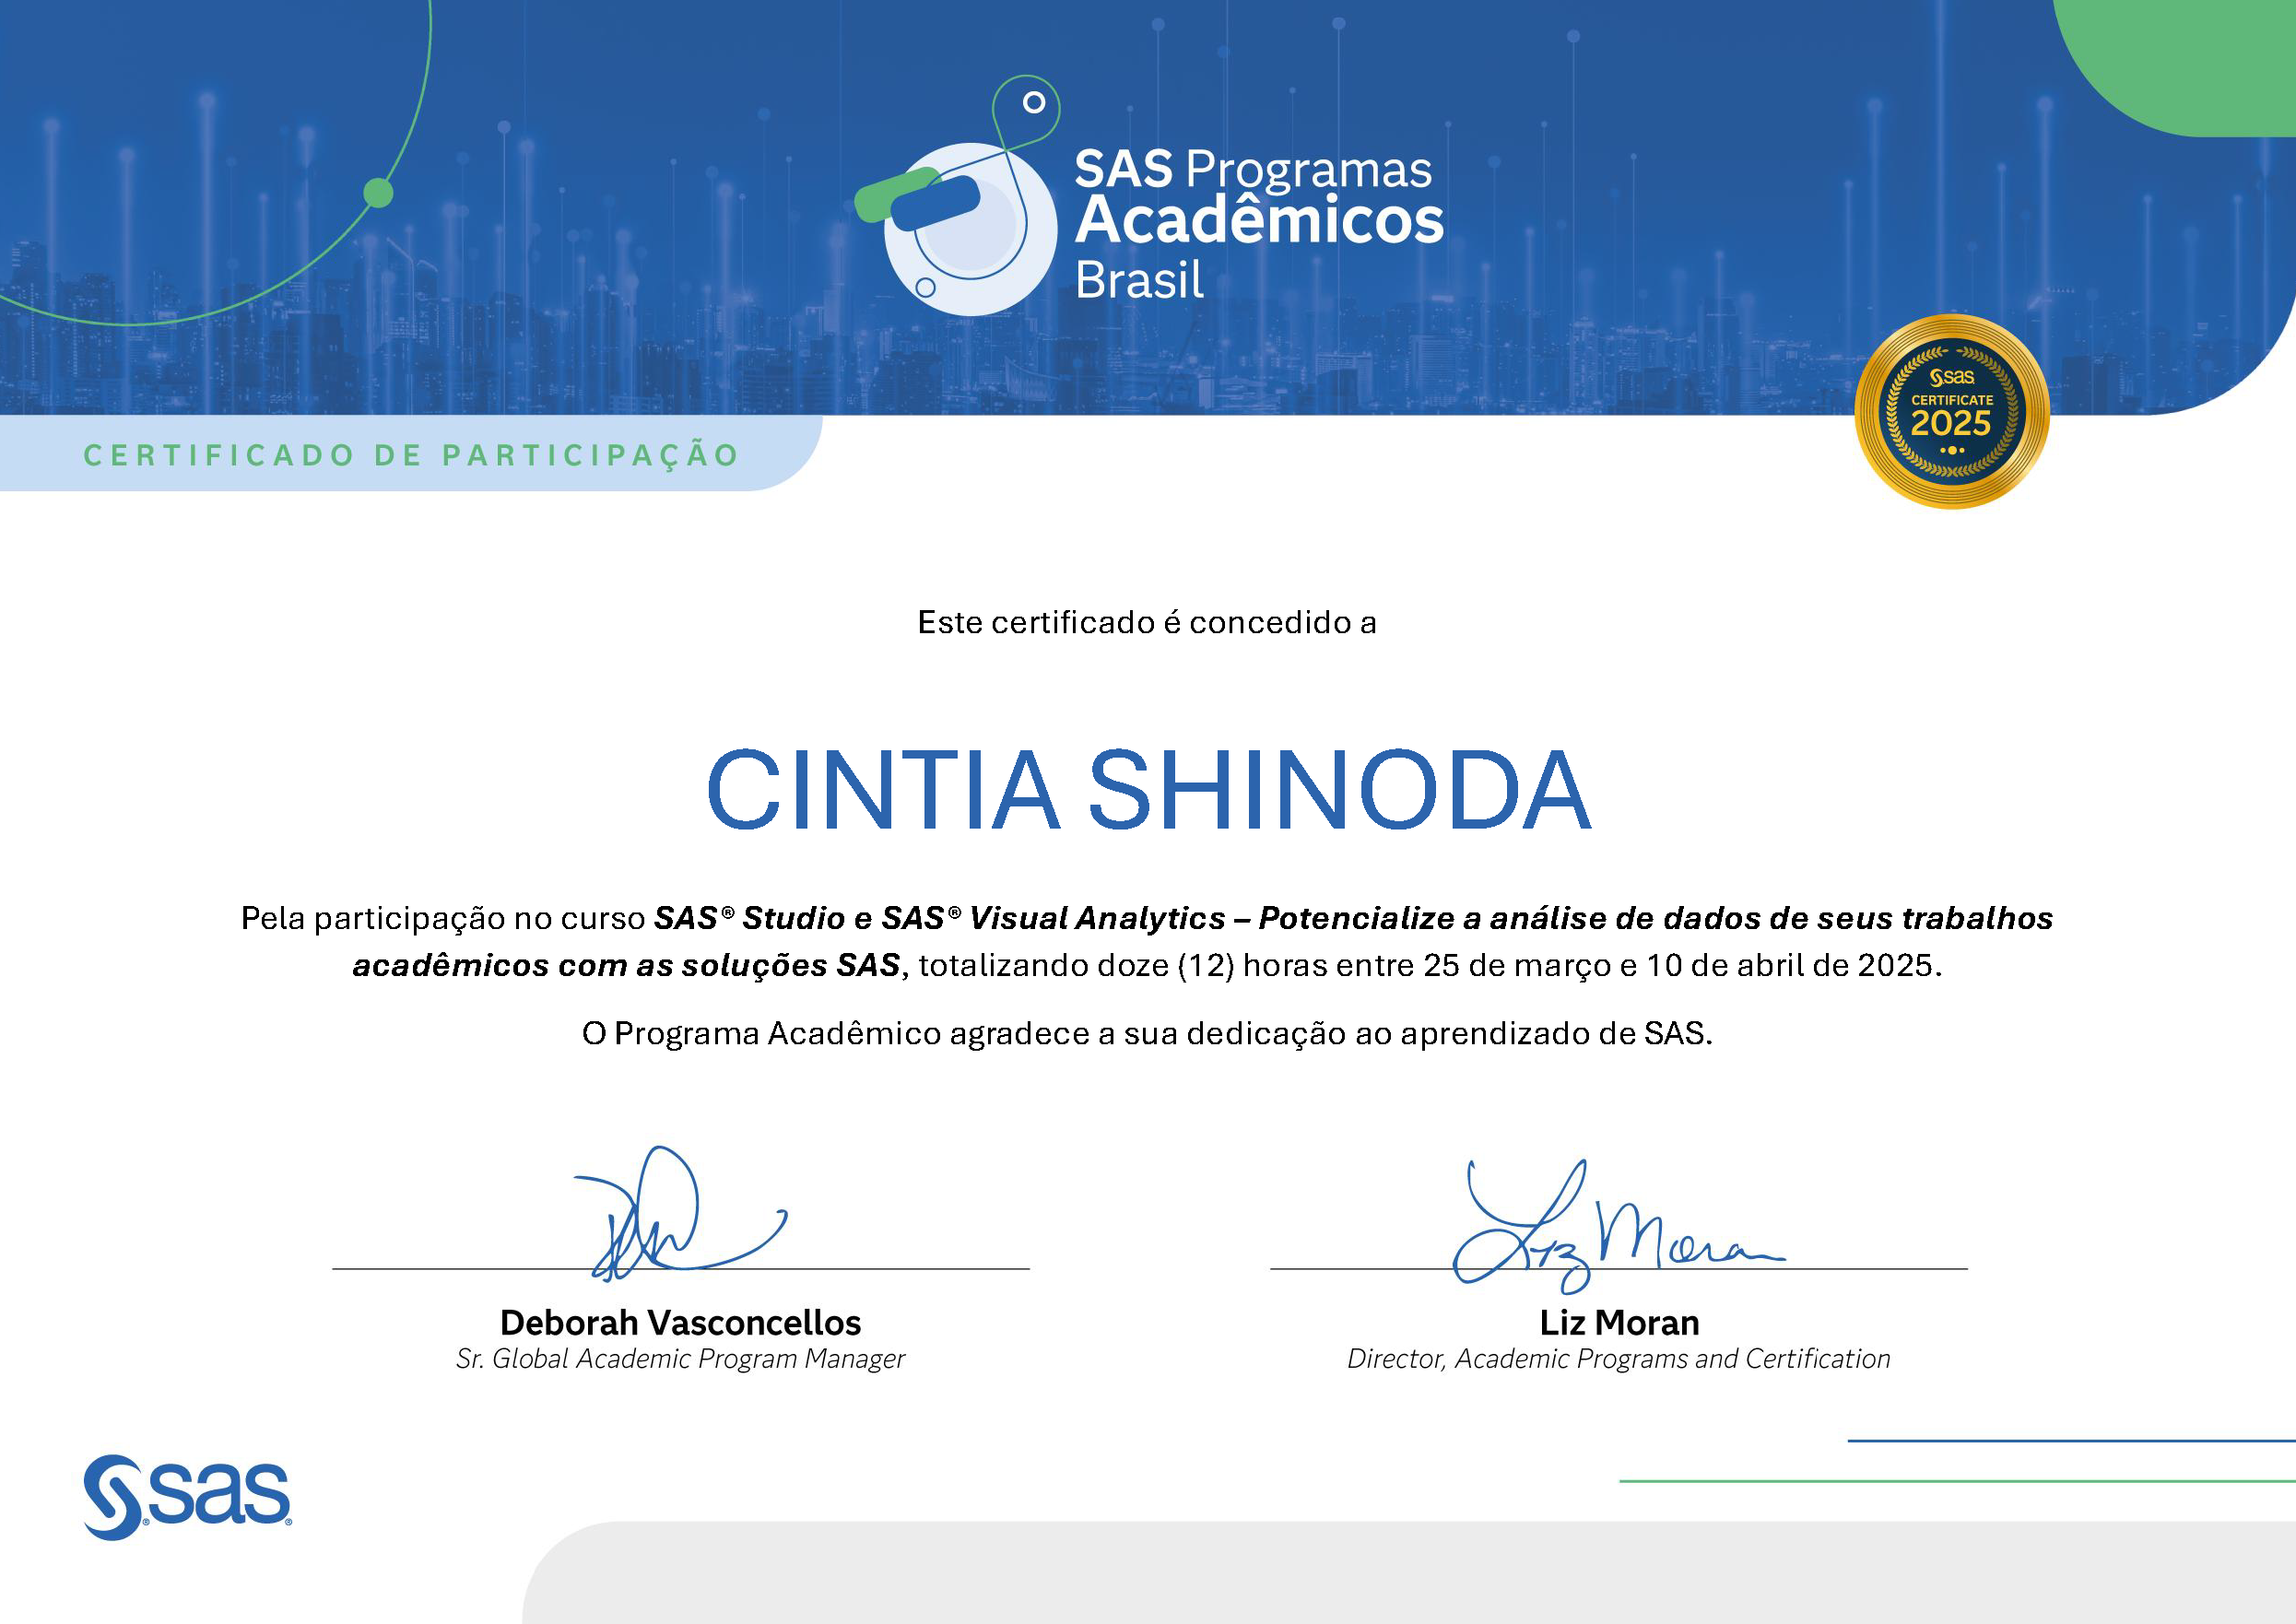 SAS Programas
Acadêmicos
Brasil
sas
CERTIFICATE
2025
CERTIFICADO DE PARTICIPAÇÃO
Este certificado é concedido a
CINTIA SHINODA
Pela participação no curso SAS® Studio e SAS® Visual Analytics – Potencialize a análise de dados de seus trabalhos
acadêmicos com as soluções SAS, totalizando doze (12) horas entre 25 de março e 10 de abril de 2025.
O Programa Acadêmico agradece a sua dedicação ao aprendizado de SAS.
Liz Moran
Deborah Vasconcellos
Sr. Global Academic Program Manager
Liz Moran
Director, Academic Programs and Certification
sas